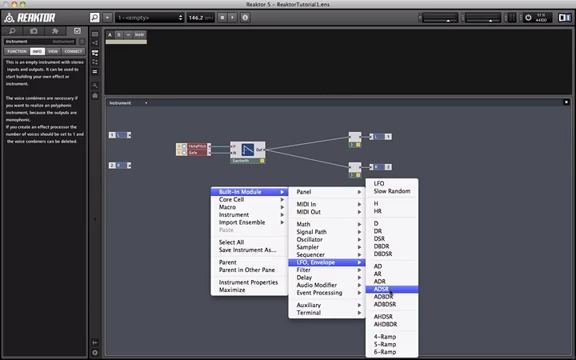 Reaktor 5 - ReaktorTutorial1.ens
REAKTOR
1 - <empty>
146.2
Instrument
Instrument
FUNCTION
INFO
VIEW
CONNECT
This is an empty instrument with stereo inputs and outputs. It can be used to start building your own effect or instrument.
The voice combiners are necessary if you want to realize an polyphonic instrument, because the outputs are monophonic.
If you create an effect processor the number of voices should be set to 1 and the voice combiners can be deleted.
A
B
Instrument
L
R
NotePitch
Gate
P
Out
L
R
Built-In Module
Core Cell
Macro
Instrument
Import Ensemble
Paste
Select All
Save Instrument As...
Parent
Parent in Other Pane
Instrument Properties
Maximize
Panel
MIDI In
MIDI Out
Math
Signal Path
Oscillator
Sampler
Sequencer
LFO, Envelope
Filter
Delay
Audio Modifier
Event Processing
Auxiliary
Terminal
LFO
Slow Random
H
HR
D
DR
DSR
DBDR
DBDSR
AD
AR
ADR
ADSR
ADBDR
ADBDSR
AHDSR
AHDBDR
4-Ramp
5-Ramp
6-Ramp